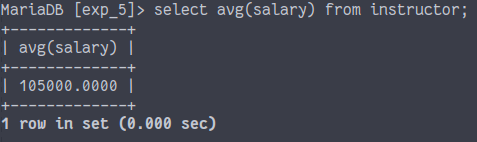 MariaDB [exp_5]> select avg(salary) from instructor;
+-------------+
| avg(salary) |
+-------------+
| 105000.0000 |
+-------------+
1 row in set (0.000 sec)